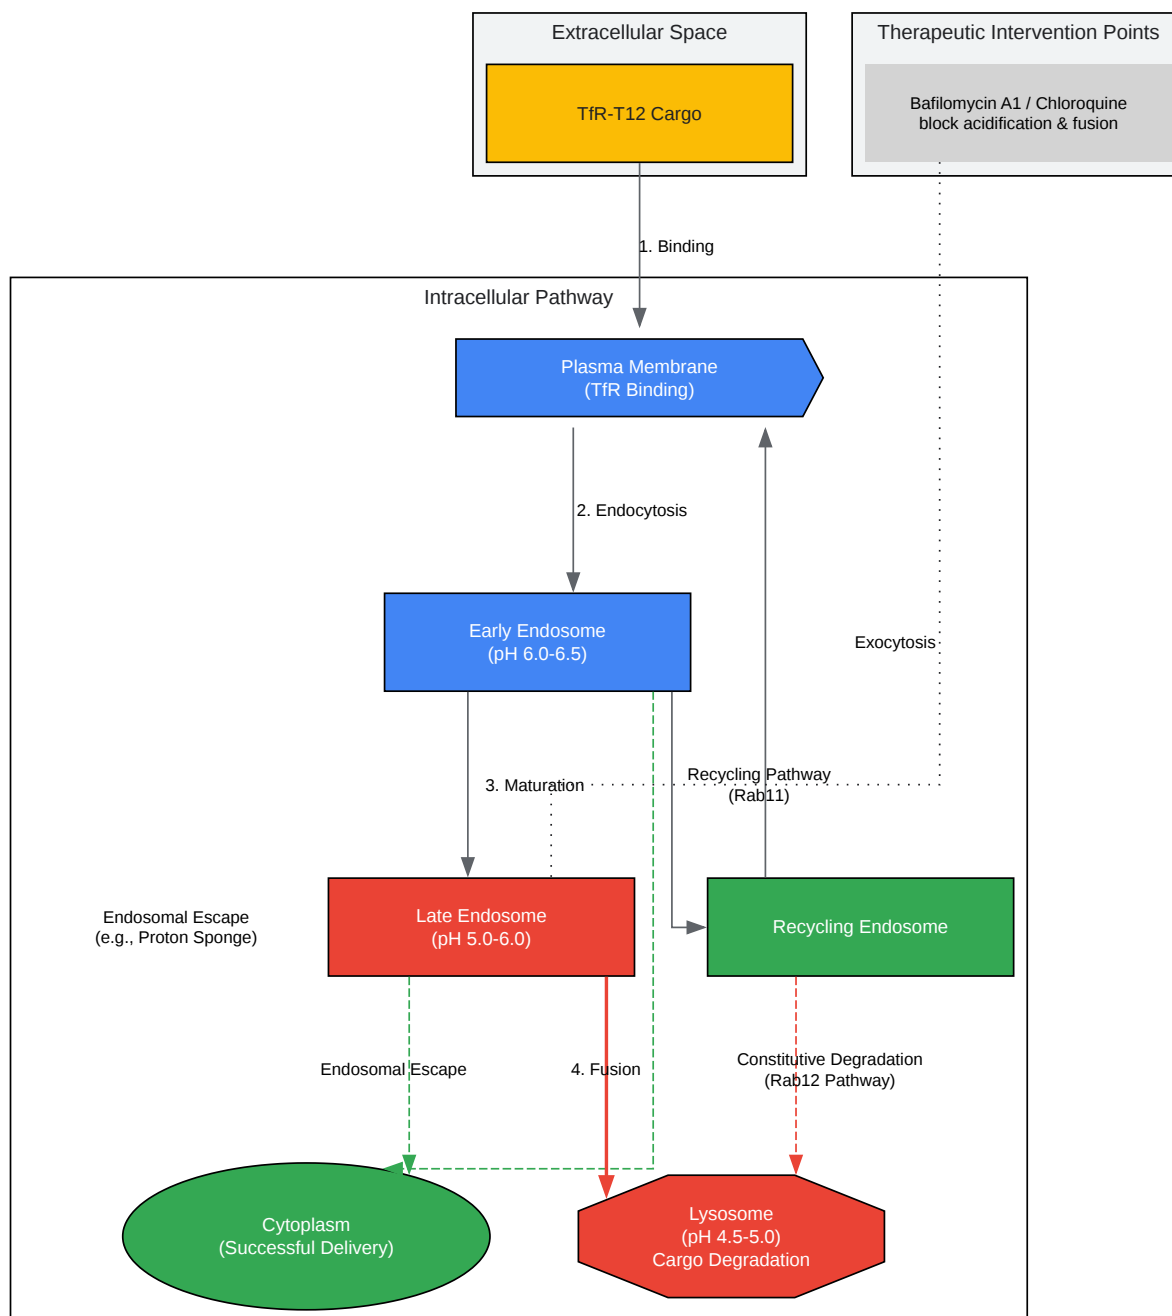 Extracellular Space
Therapeutic Intervention Points
TfR-T12 Cargo
Bafilomycin A1 / Chloroquine
block acidification & fusion
1. Binding
Intracellular Pathway
Plasma Membrane
(TfR Binding)
2. Endocytosis
Early Endosome
(pH 6.0-6.5)
Exocytosis
3. Maturation
Recycling Pathway
(Rab11)
Endosomal Escape
(e.g., Proton Sponge)
Late Endosome
(pH 5.0-6.0)
Recycling Endosome
Endosomal Escape
4. Fusion
Constitutive Degradation
(Rab12 Pathway)
Cytoplasm
(Successful Delivery)
Lysosome
(pH 4.5-5.0)
Cargo Degradation